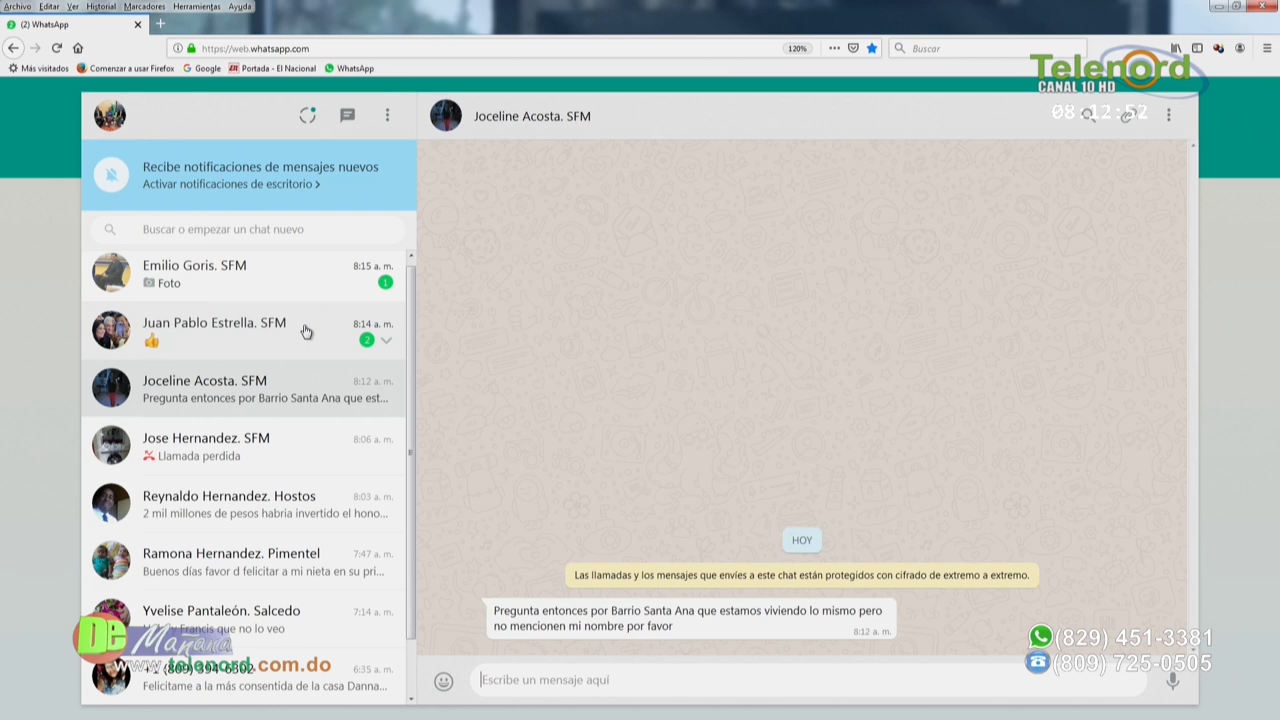 Archivo Editar Ver Historial Marcadores Herramientas Ayuda
(2) WhatsApp
https://web.whatsapp.com
120%
Buscar
Más visitados Comenzar a usar Firefox Google Portada - El Nacional WhatsApp
Telenord
CANAL 10 HD
08:12:52
Joceline Acosta. SFM
Recibe notificaciones de mensajes nuevos
Activar notificaciones de escritorio >
Buscar o empezar un chat nuevo
Emilio Goris. SFM 8:15 a. m.
Foto 1
Juan Pablo Estrella. SFM 8:14 a. m.
2
Joceline Acosta. SFM 8:12 a. m.
Pregunta entonces por Barrio Santa Ana que est...
Jose Hernandez. SFM 8:06 a. m.
Llamada perdida
Reynaldo Hernandez. Hostos 8:03 a. m.
2 mil millones de pesos habria invertido el hono...
Ramona Hernandez. Pimentel 7:47 a. m.
Buenos días favor d felicitar a mi nieta en su pri...
Yvelise Pantaleón. Salcedo 7:14 a. m.
Francis que no lo veo
6:35 a. m.
Felicitame a la más consentida de la casa Danna...
HOY
Las llamadas y los mensajes que envíes a este chat están protegidos con cifrado de extremo a extremo.
Pregunta entonces por Barrio Santa Ana que estamos viviendo lo mismo pero
no mencionen mi nombre por favor
8:12 a. m.
Escribe un mensaje aquí
De Mañana
www.telenord.com.do
(829) 451-3381
(809) 725-0505